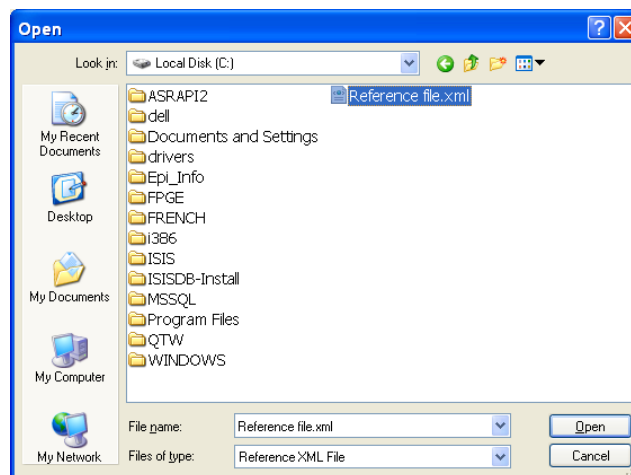 Open
Look in:
Local Disk (C:)
My Recent
Documents
Desktop
My Documents
My Computer
My Network
ASRAPI2
dell
Documents and Settings
drivers
Epi_Info
FPGE
FRENCH
i386
ISIS
ISISDB-Install
MSSQL
Program Files
QTW
WINDOWS
Reference file.xml
File name:
Reference file.xml
Open
Files of type:
Reference XML File
Cancel